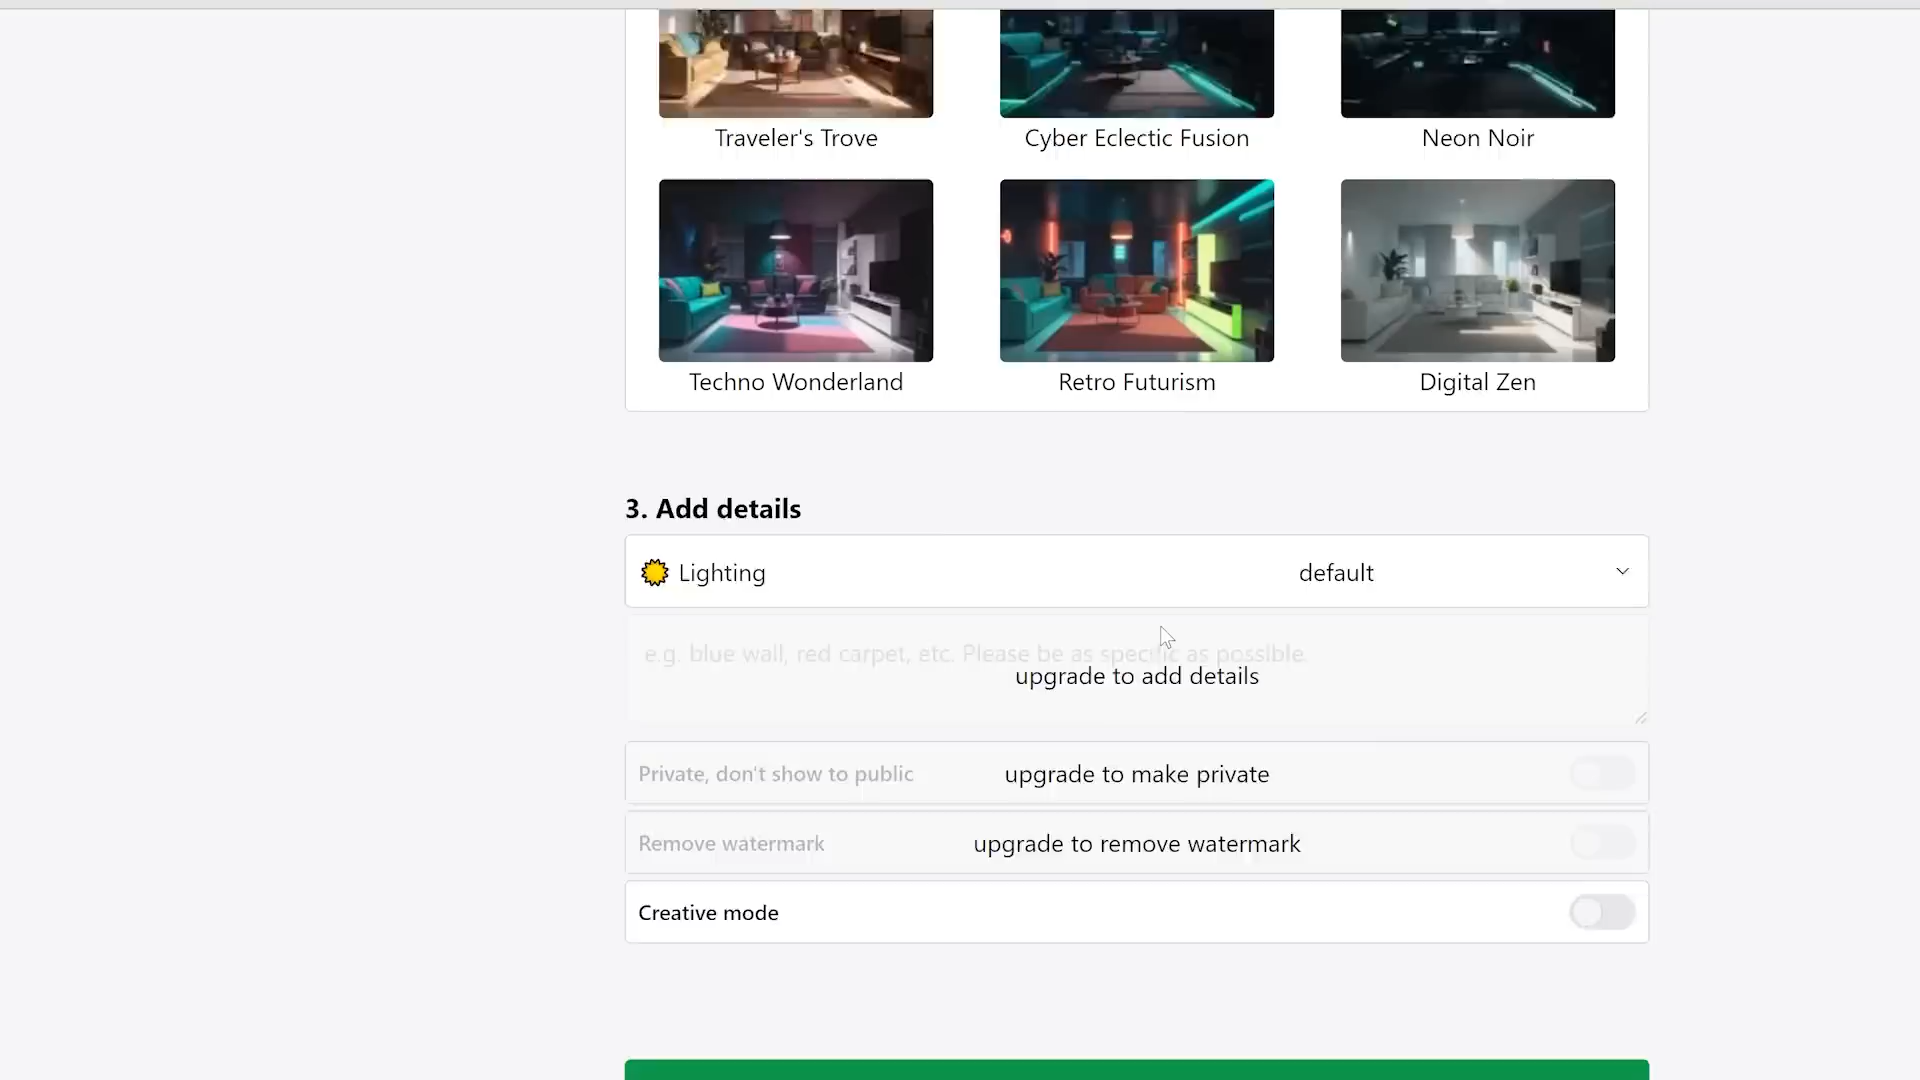 Traveler's Trove
Cyber Eclectic Fusion
Neon Noir
Techno Wonderland
Retro Futurism
Digital Zen
3. Add details
Lighting
default
e.g. blue wall, red carpet, etc. Please be as specific as possible.
upgrade to add details
Private, don't show to public
upgrade to make private
Remove watermark
upgrade to remove watermark
Creative mode